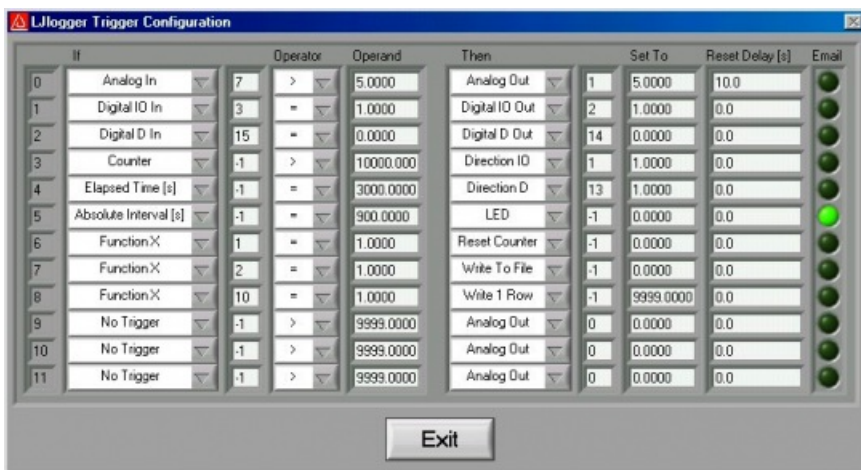 LJlogger Trigger Configuration
If Operator Operand Then Set To Reset Delay [s] Email
0 Analog In 7 > 5.0000 Analog Out 1 5.0000 10.0
1 Digital IO In 3 = 1.0000 Digital IO Out 2 1.0000 0.0
2 Digital D In 15 = 0.0000 Digital D Out 14 0.0000 0.0
3 Counter -1 > 10000.000 Direction IO 1 1.0000 0.0
4 Elapsed Time [s] -1 = 3000.0000 Direction D 13 1.0000 0.0
5 Absolute Interval [s] -1 = 900.0000 LED -1 0.0000 0.0
6 Function X 1 = 1.0000 Reset Counter -1 0.0000 0.0
7 Function X 2 = 1.0000 Write To File -1 0.0000 0.0
8 Function X 10 = 1.0000 Write 1 Row -1 9999.0000 0.0
9 No Trigger -1 > 9999.0000 Analog Out 0 0.0000 0.0
10 No Trigger -1 > 9999.0000 Analog Out 0 0.0000 0.0
11 No Trigger -1 > 9999.0000 Analog Out 0 0.0000 0.0
Exit